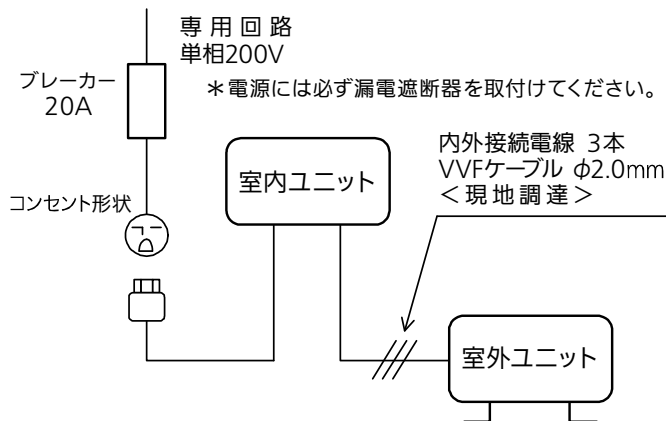 専用回路
単相200V
ブレーカー
20A
＊電源には必ず漏電遮断器を取付けてください。
内外接続電線 3本
VVFケーブル φ2.0mm
＜現地調達＞
室内ユニット
コンセント形状
室外ユニット